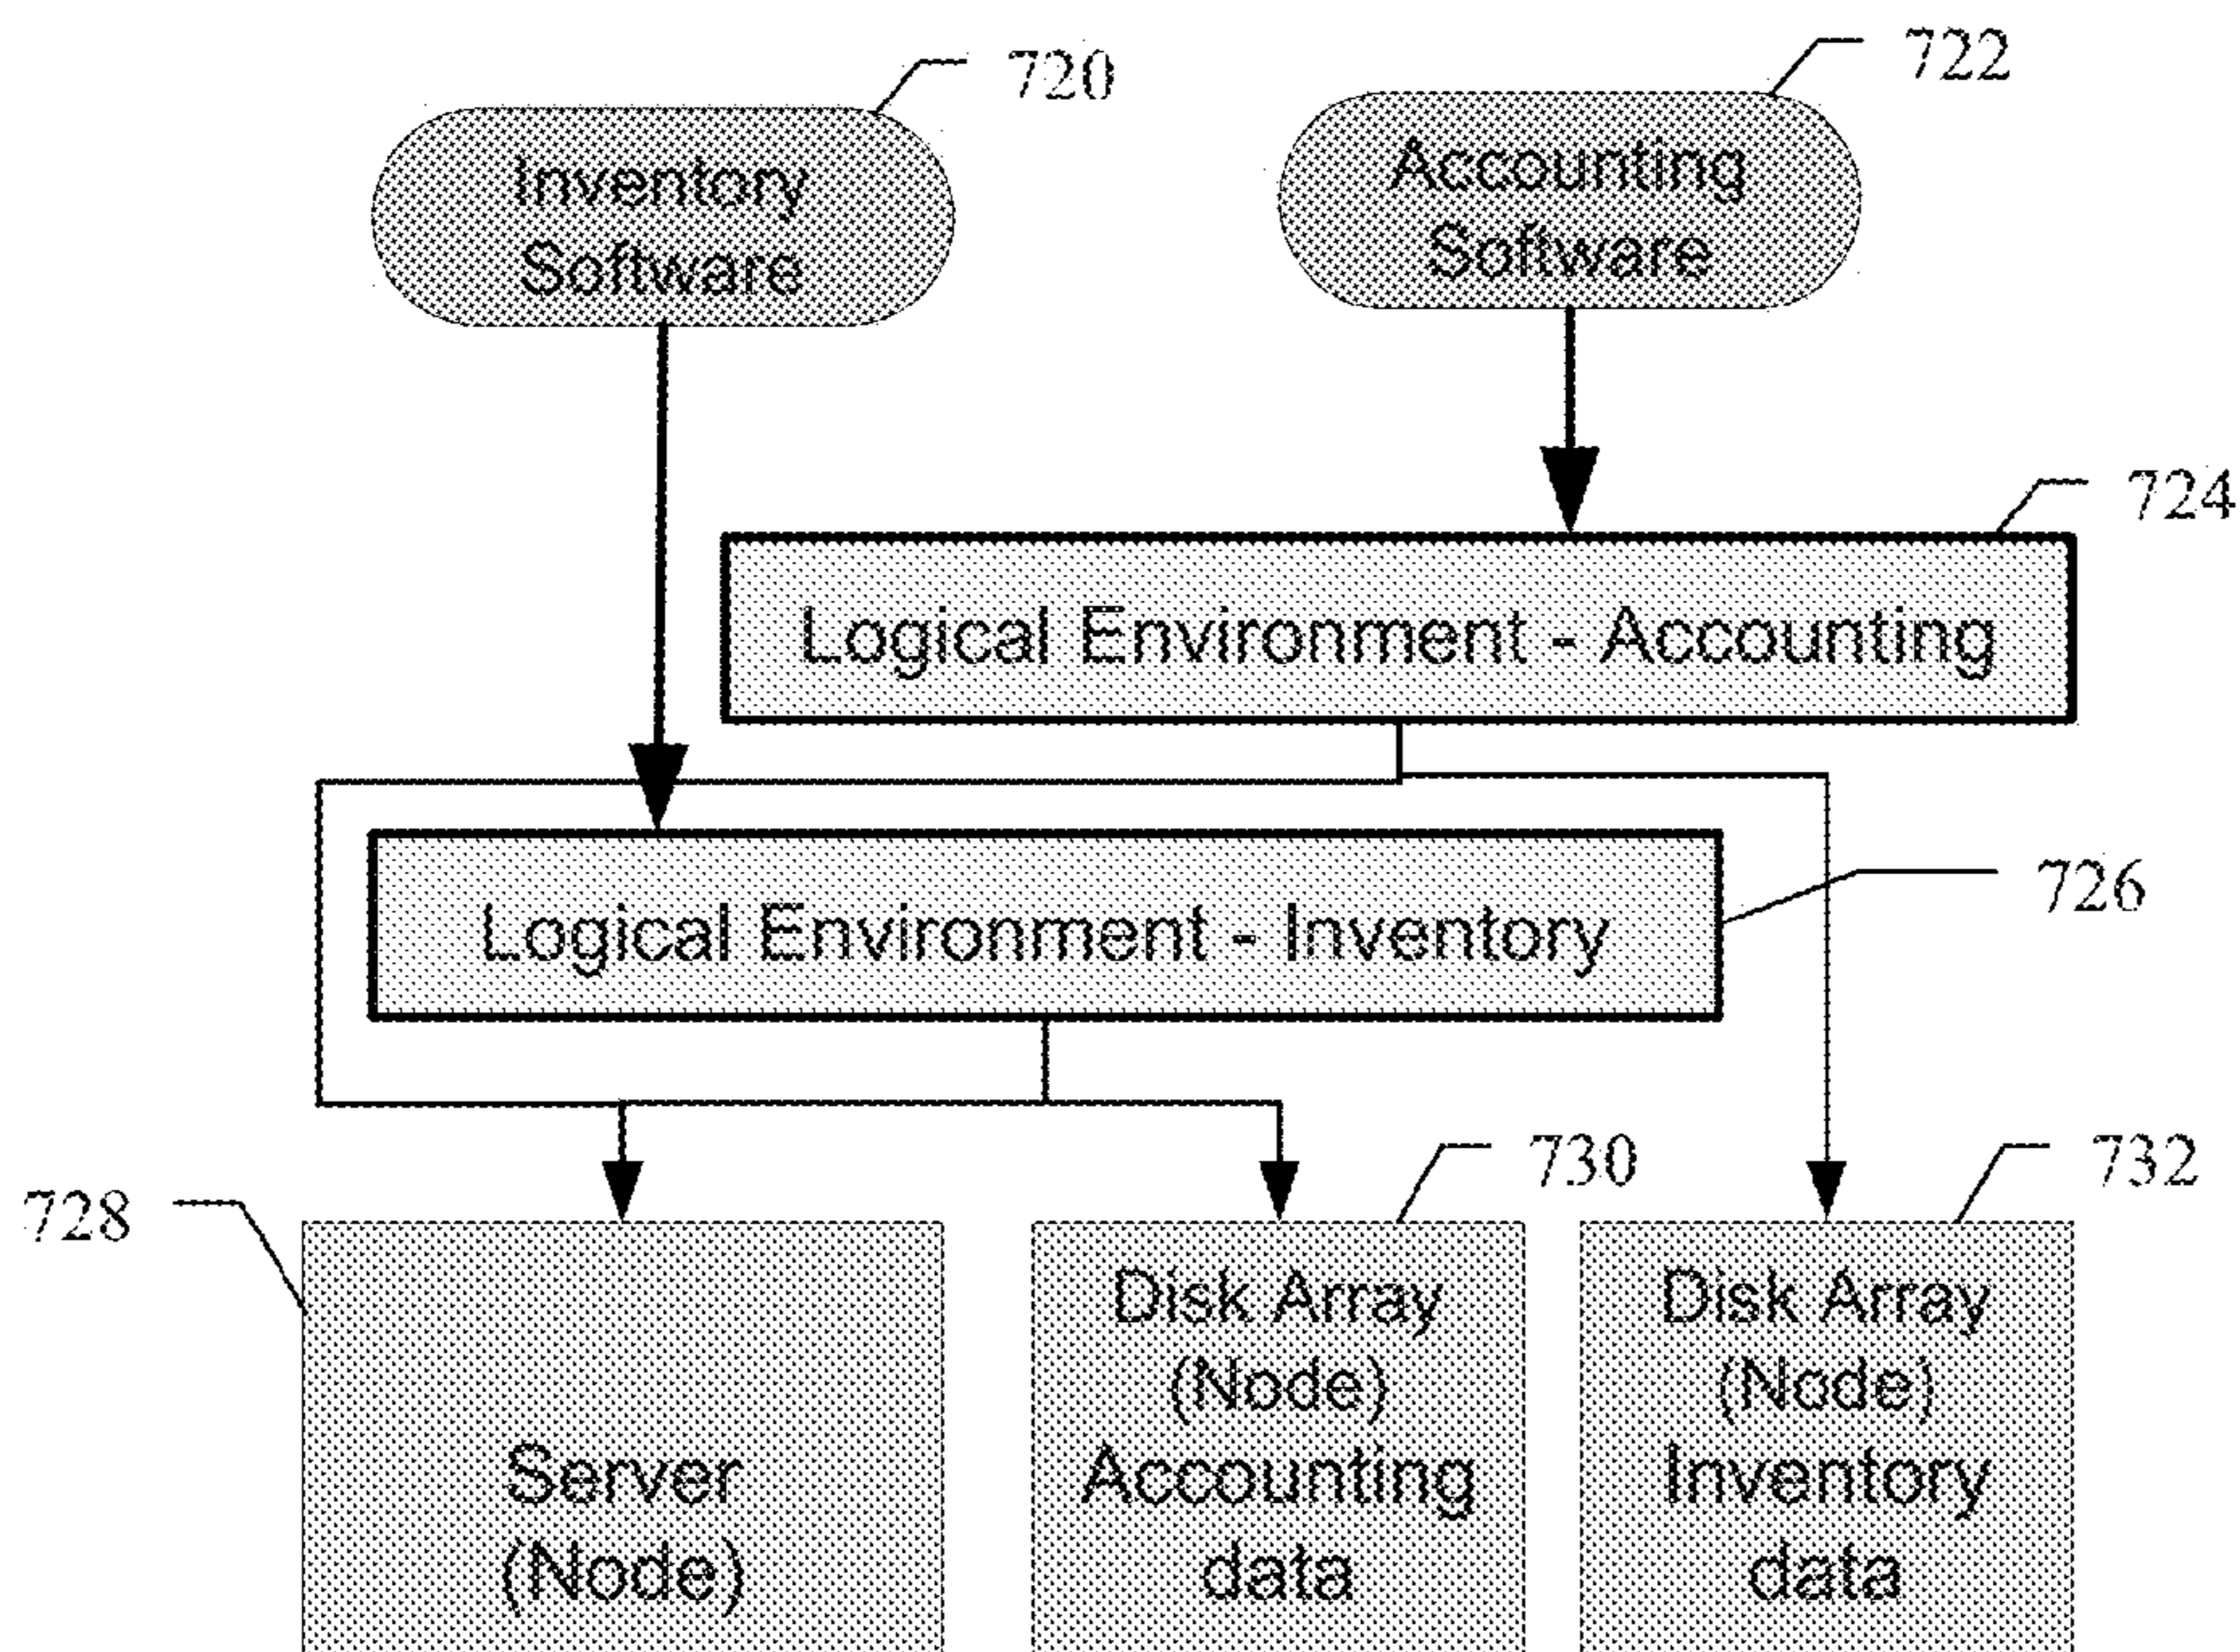 720
722
Inventory
Software
Accounting
Software
724
Logical Environment - Accounting
726
Logical Environment - Inventory
728
730
732
Server
(Node)
Disk Array
(Node)
Accounting
data
Disk Array
(Node)
Inventory
data